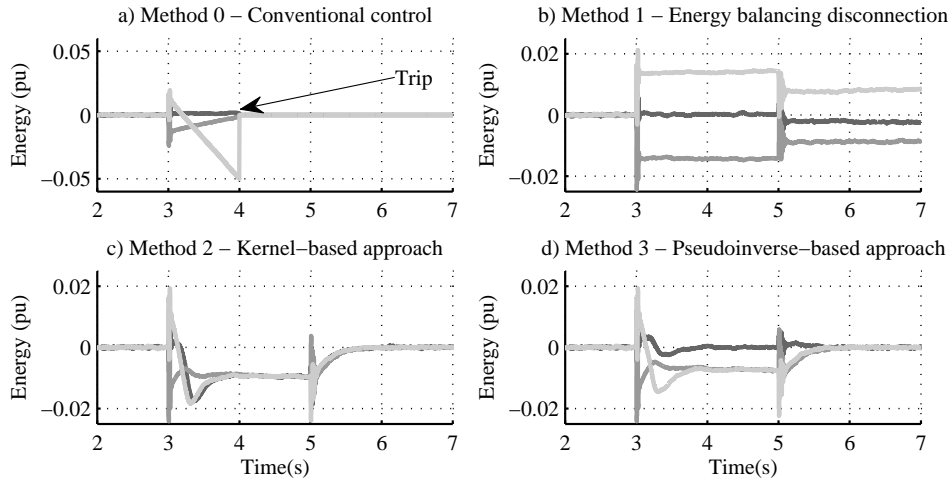 a) Method 0 − Conventional control
0.05
0
−0.05
Energy (pu)
Trip
2 3 4 5 6 7
b) Method 1 − Energy balancing disconnection
0.02
0
−0.02
Energy (pu)
2 3 4 5 6 7
c) Method 2 − Kernel−based approach
0.02
0
−0.02
Energy (pu)
2 3 4 5 6 7
Time(s)
d) Method 3 − Pseudoinverse−based approach
0.02
0
−0.02
Energy (pu)
2 3 4 5 6 7
Time(s)